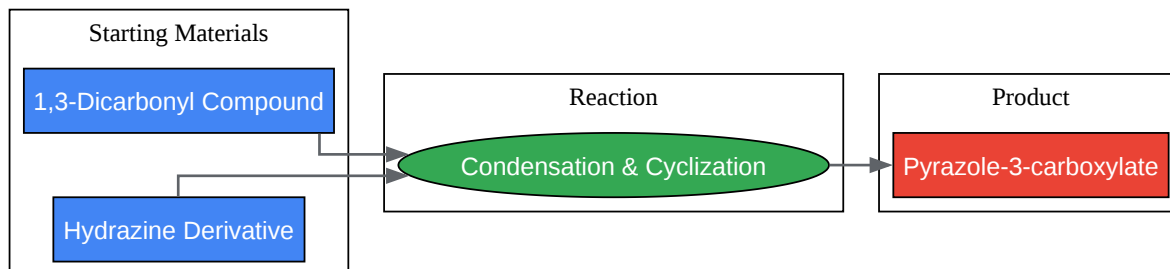 Starting Materials
1,3-Dicarbonyl Compound
Hydrazine Derivative
Reaction
Condensation & Cyclization
Product
Pyrazole-3-carboxylate